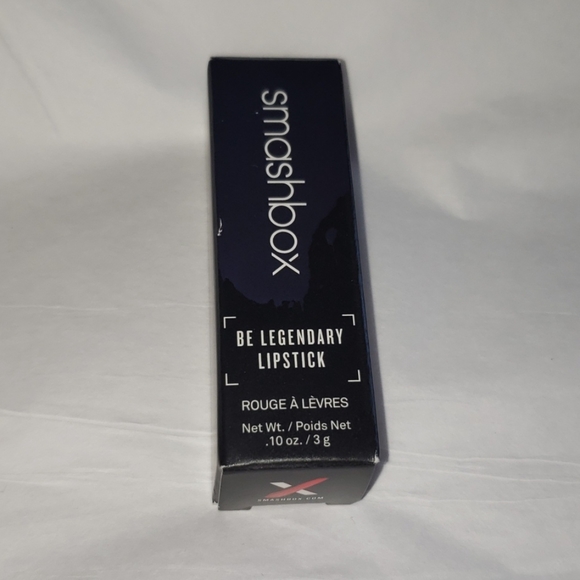 smashbox
BE LEGENDARY
LIPSTICK
ROUGE À LÈVRES
Net Wt. / Poids Net
.10 oz. / 3 g
SMASHBOX.COM